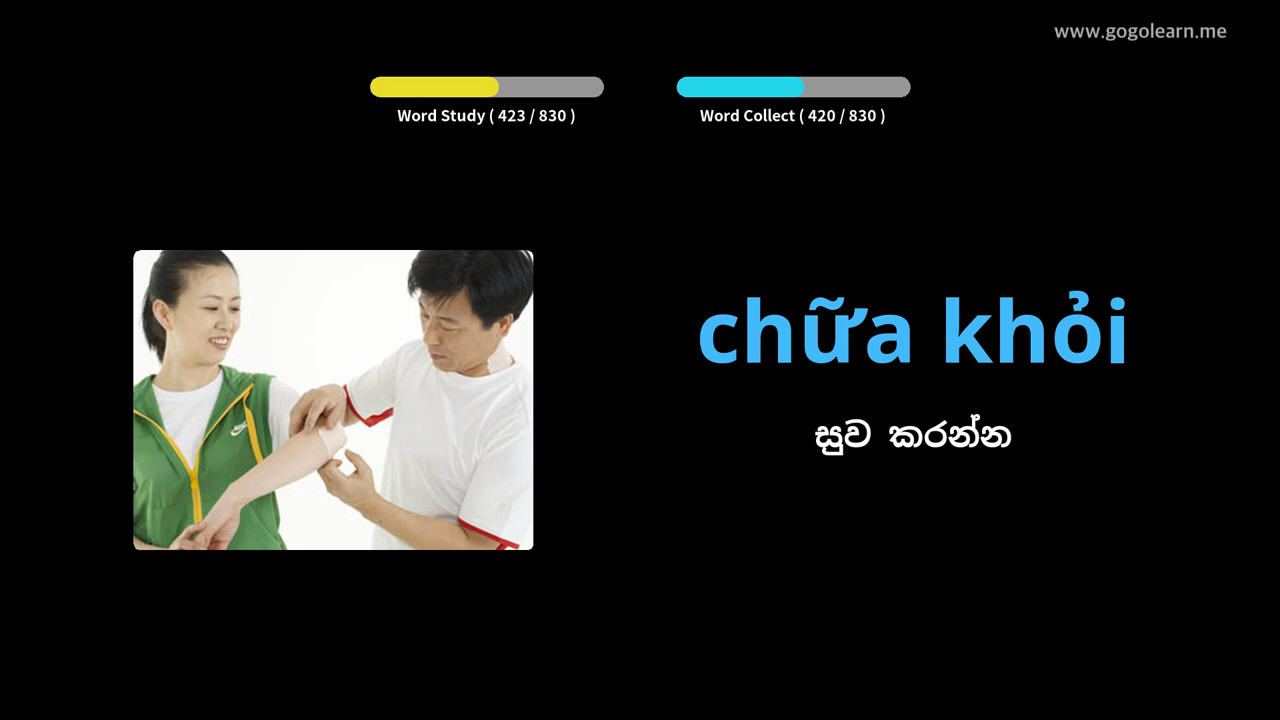 www.gogolearn.me
Word Study ( 423 / 830 )
Word Collect ( 420 / 830 )
chữa khỏi
සුව කරන්න